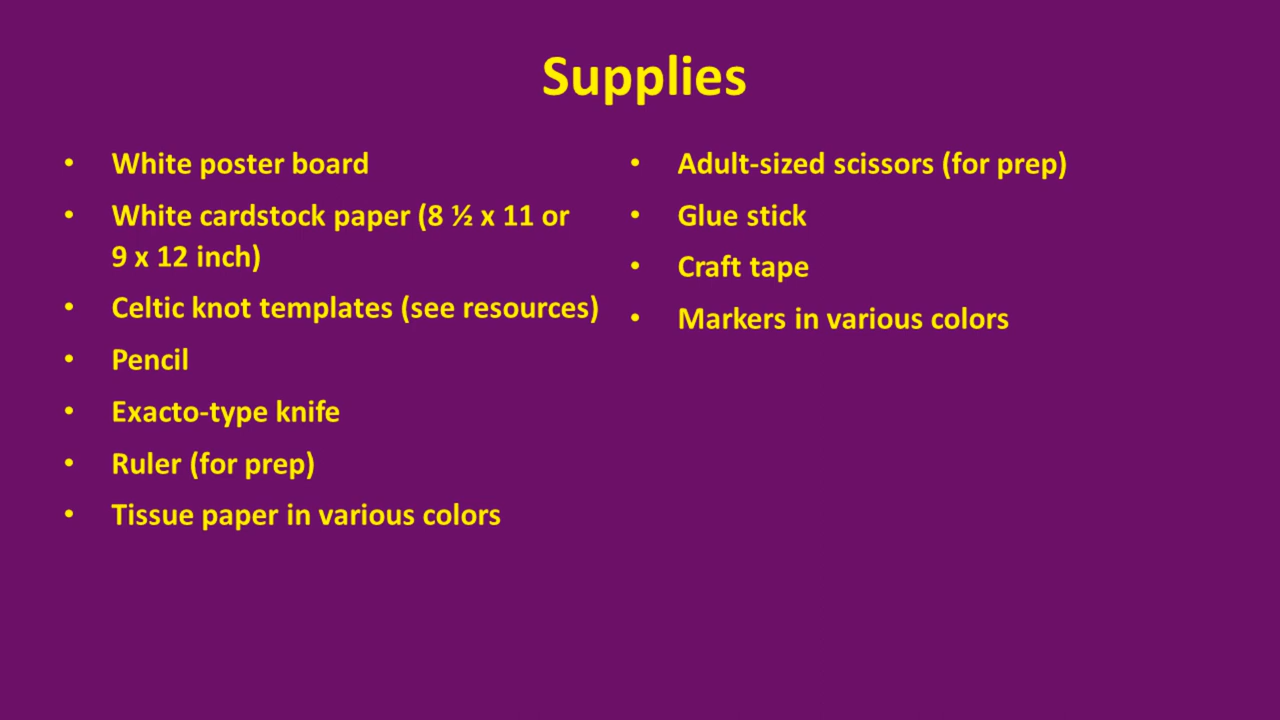 Supplies
• White poster board
• White cardstock paper (8 ½ x 11 or
9 x 12 inch)
• Celtic knot templates (see resources)
• Pencil
• Exacto-type knife
• Ruler (for prep)
• Tissue paper in various colors
• Adult-sized scissors (for prep)
• Glue stick
• Craft tape
• Markers in various colors